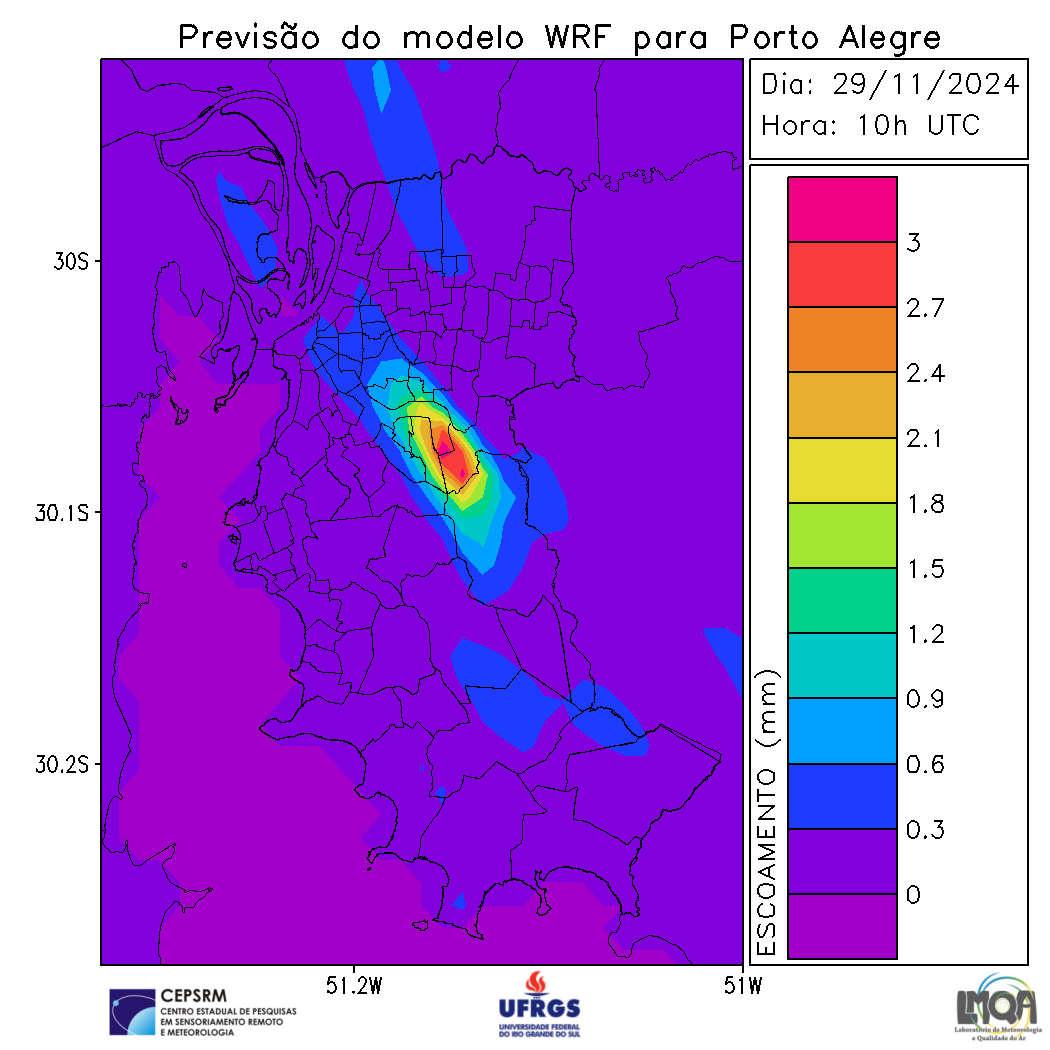 Previsão do modelo WRF para Porto Alegre
Dia: 29/11/2024
Hora: 10h UTC
30S
30.1S
30.2S
51.2W
51W
ESCOAMENTO (mm)
3
2.7
2.4
2.1
1.8
1.5
1.2
0.9
0.6
0.3
0
CEPSRM
CENTRO ESTADUAL DE PESQUISAS
EM SENSORIAMENTO REMOTO
E METEOROLOGIA
UFRGS
UNIVERSIDADE FEDERAL
DO RIO GRANDE DO SUL
LMQA
Laboratório de Meteorologia
e Qualidade do Ar